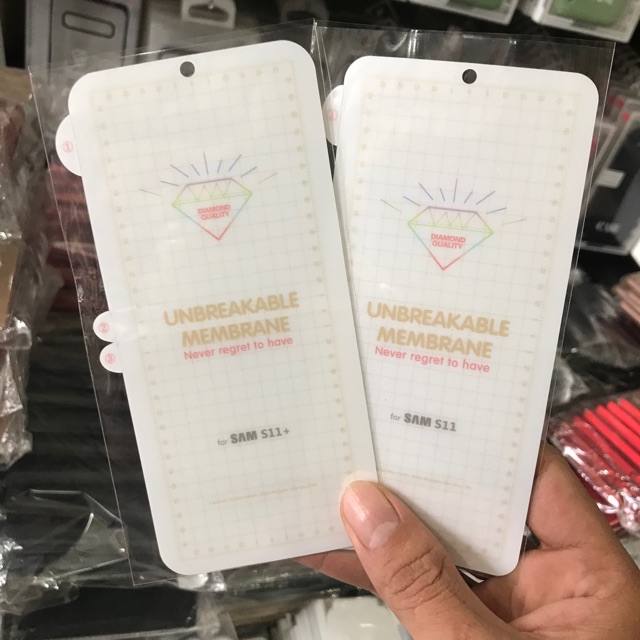 DIAMOND
QUALITY
UNBREAKABLE
MEMBRANE
Never regret to have
for SAM S11+
DIAMOND
QUALITY
UNBREAKABLE
MEMBRANE
Never regret to have
for SAM S11